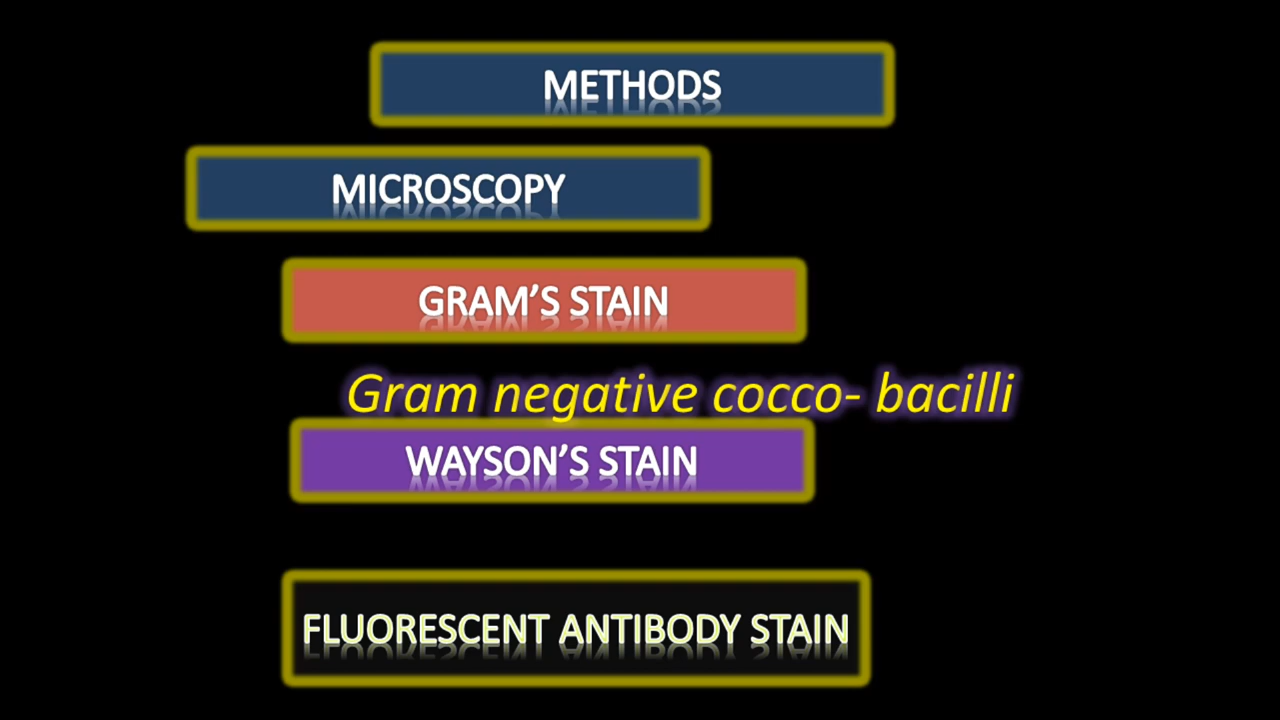 METHODS
MICROSCOPY
GRAM'S STAIN
Gram negative cocco- bacilli
WAYSON'S STAIN
FLUORESCENT ANTIBODY STAIN